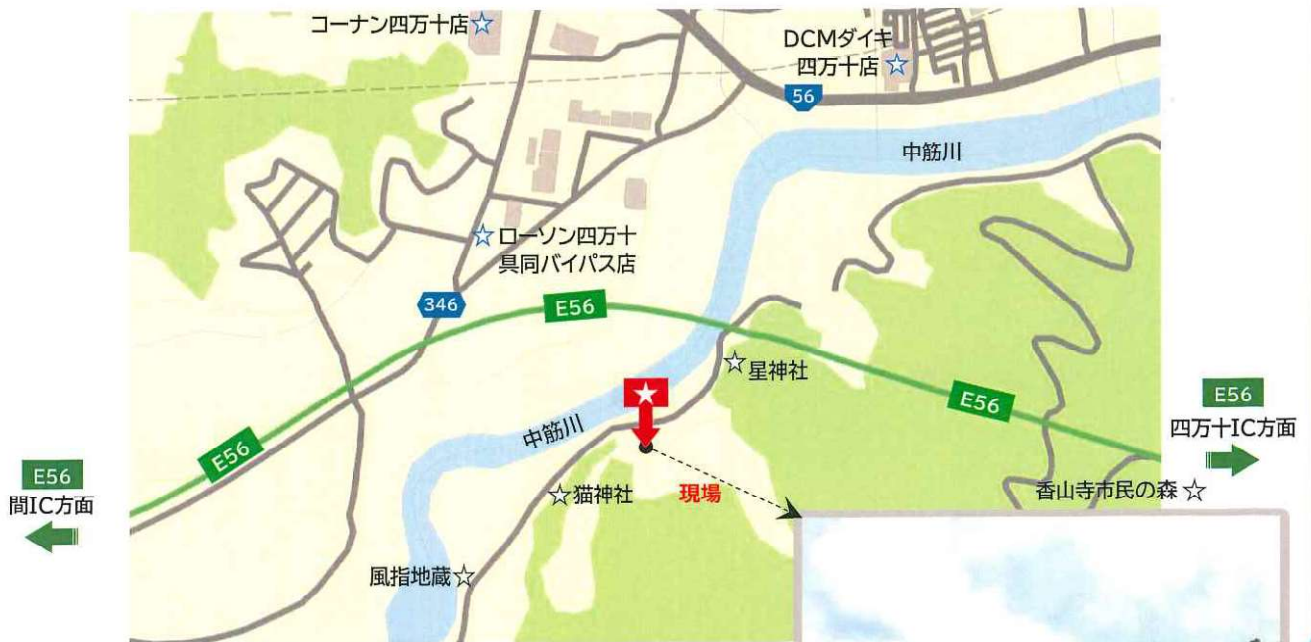 コーナン四万十店
DCMダイキ
四万十店
56
中筋川
ローソン四万十
具同バイパス店
346
E56
星神社
E56
E56
四万十IC方面
中筋川
E56
E56
間IC方面
猫神社
現場
香山寺市民の森
風指地蔵